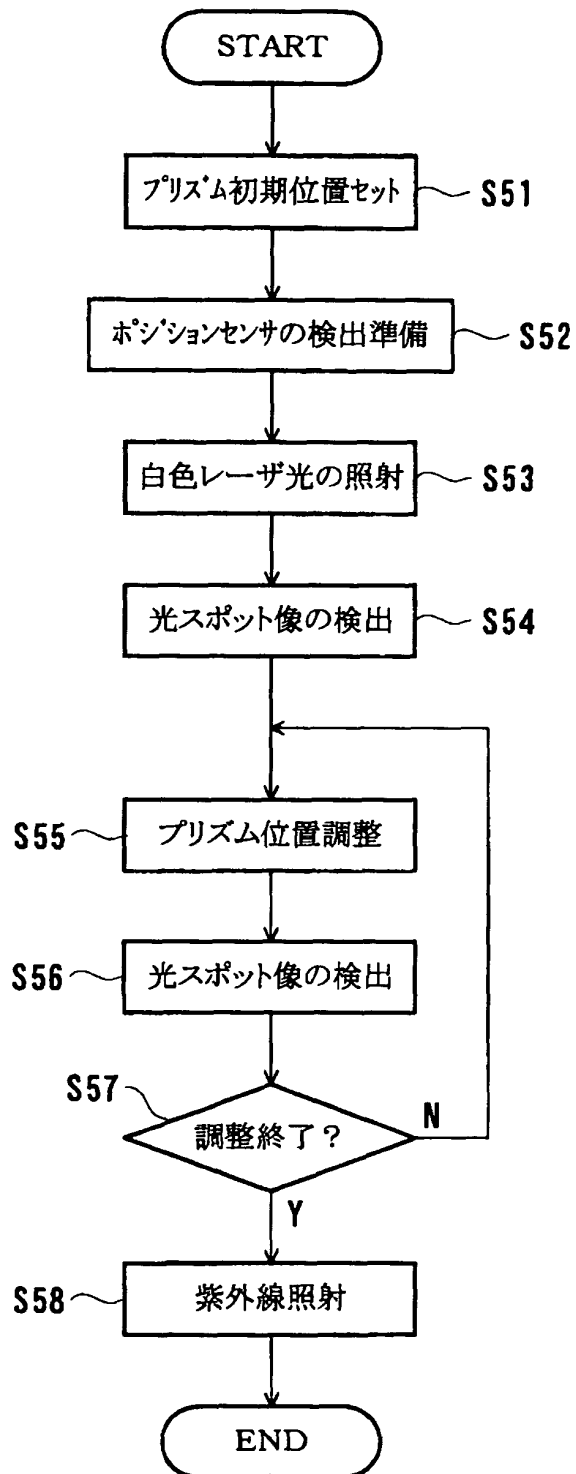 START
プリズム初期位置セット
S51
ポジションセンサの検出準備
S52
白色レーザ光の照射
S53
光スポット像の検出
S54
S55
プリズム位置調整
S56
光スポット像の検出
S57
調整終了?
N
Y
S58
紫外線照射
END